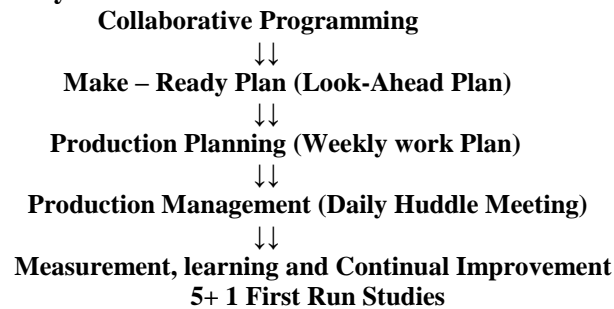 Collaborative Programming
↓↓
Make – Ready Plan (Look-Ahead Plan)
↓↓
Production Planning (Weekly work Plan)
↓↓
Production Management (Daily Huddle Meeting)
↓↓
Measurement, learning and Continual Improvement
5+ 1 First Run Studies